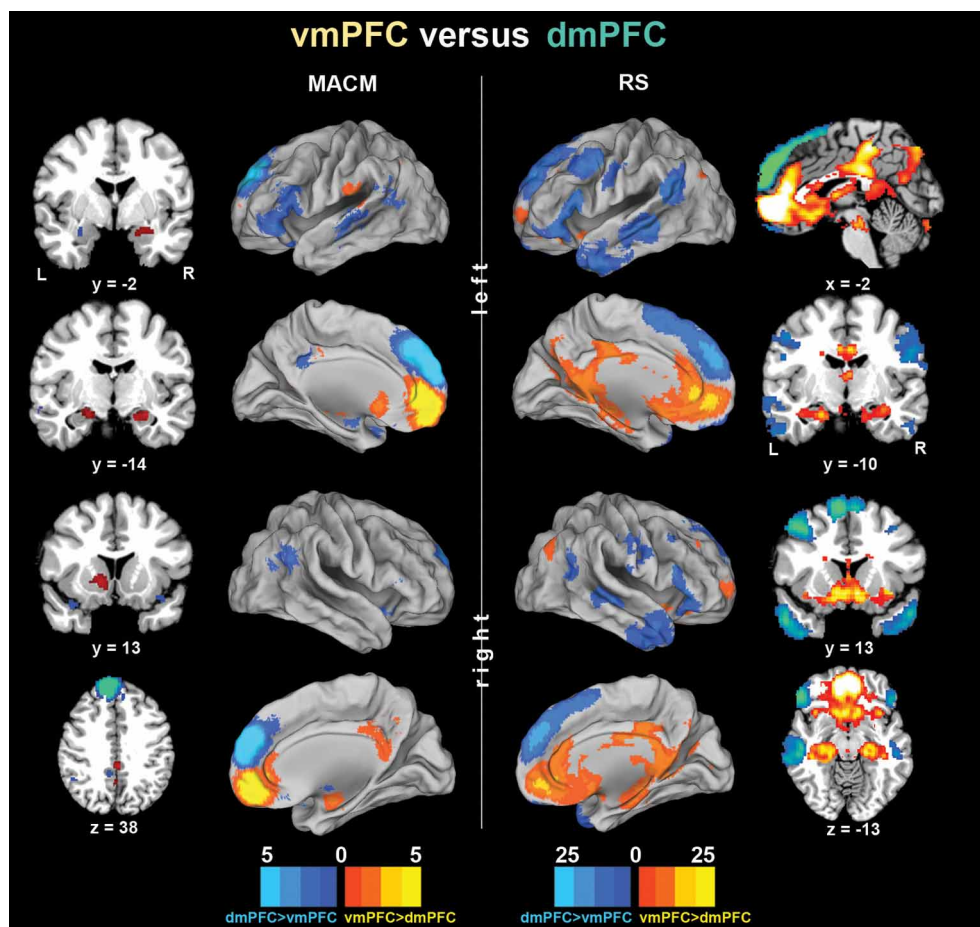 vmPFC versus dmPFC
MACM
RS
L R
y = -2
x = -2
left
y = -14
L R
y = -10
y = 13
y = 13
right
z = 38
z = -13
5 0 5
dmPFC>vmPFC vmPFC>dmPFC
25 0 25
dmPFC>vmPFC vmPFC>dmPFC